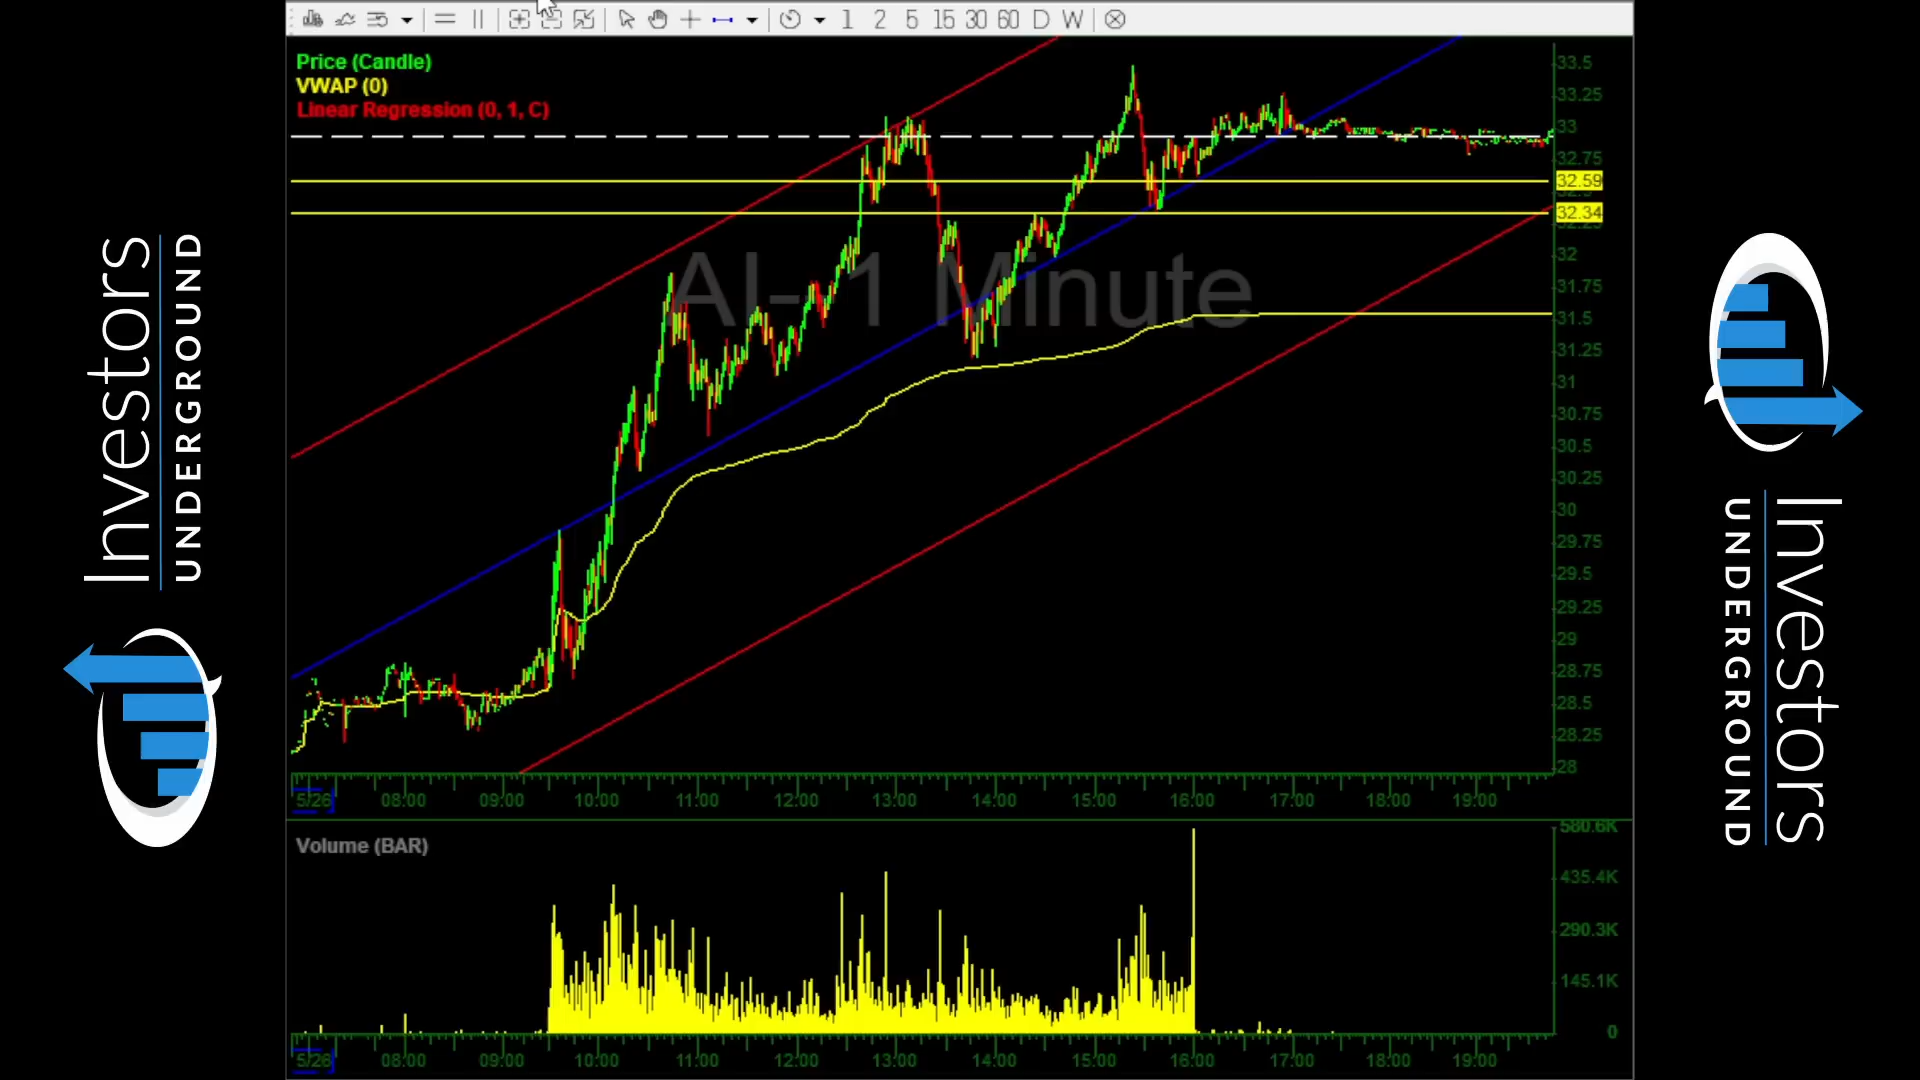 1 2 5 15 30 60 D W
Price (Candle)
VWAP (0)
Linear Regression (0, 1, C)
AI - 1 Minute
33.5
33.25
33
32.75
32.59
32.34
32
31.75
31.5
31.25
31
30.75
30.5
30.25
30
29.75
29.5
29.25
29
28.75
28.5
28.25
28
5/26 08:00 09:00 10:00 11:00 12:00 13:00 14:00 15:00 16:00 17:00 18:00 19:00
Volume (BAR)
580.6K
435.4K
290.3K
145.1K
0
5/26 08:00 09:00 10:00 11:00 12:00 13:00 14:00 15:00 16:00 17:00 18:00 19:00
Investors
UNDERGROUND
Investors
UNDERGROUND